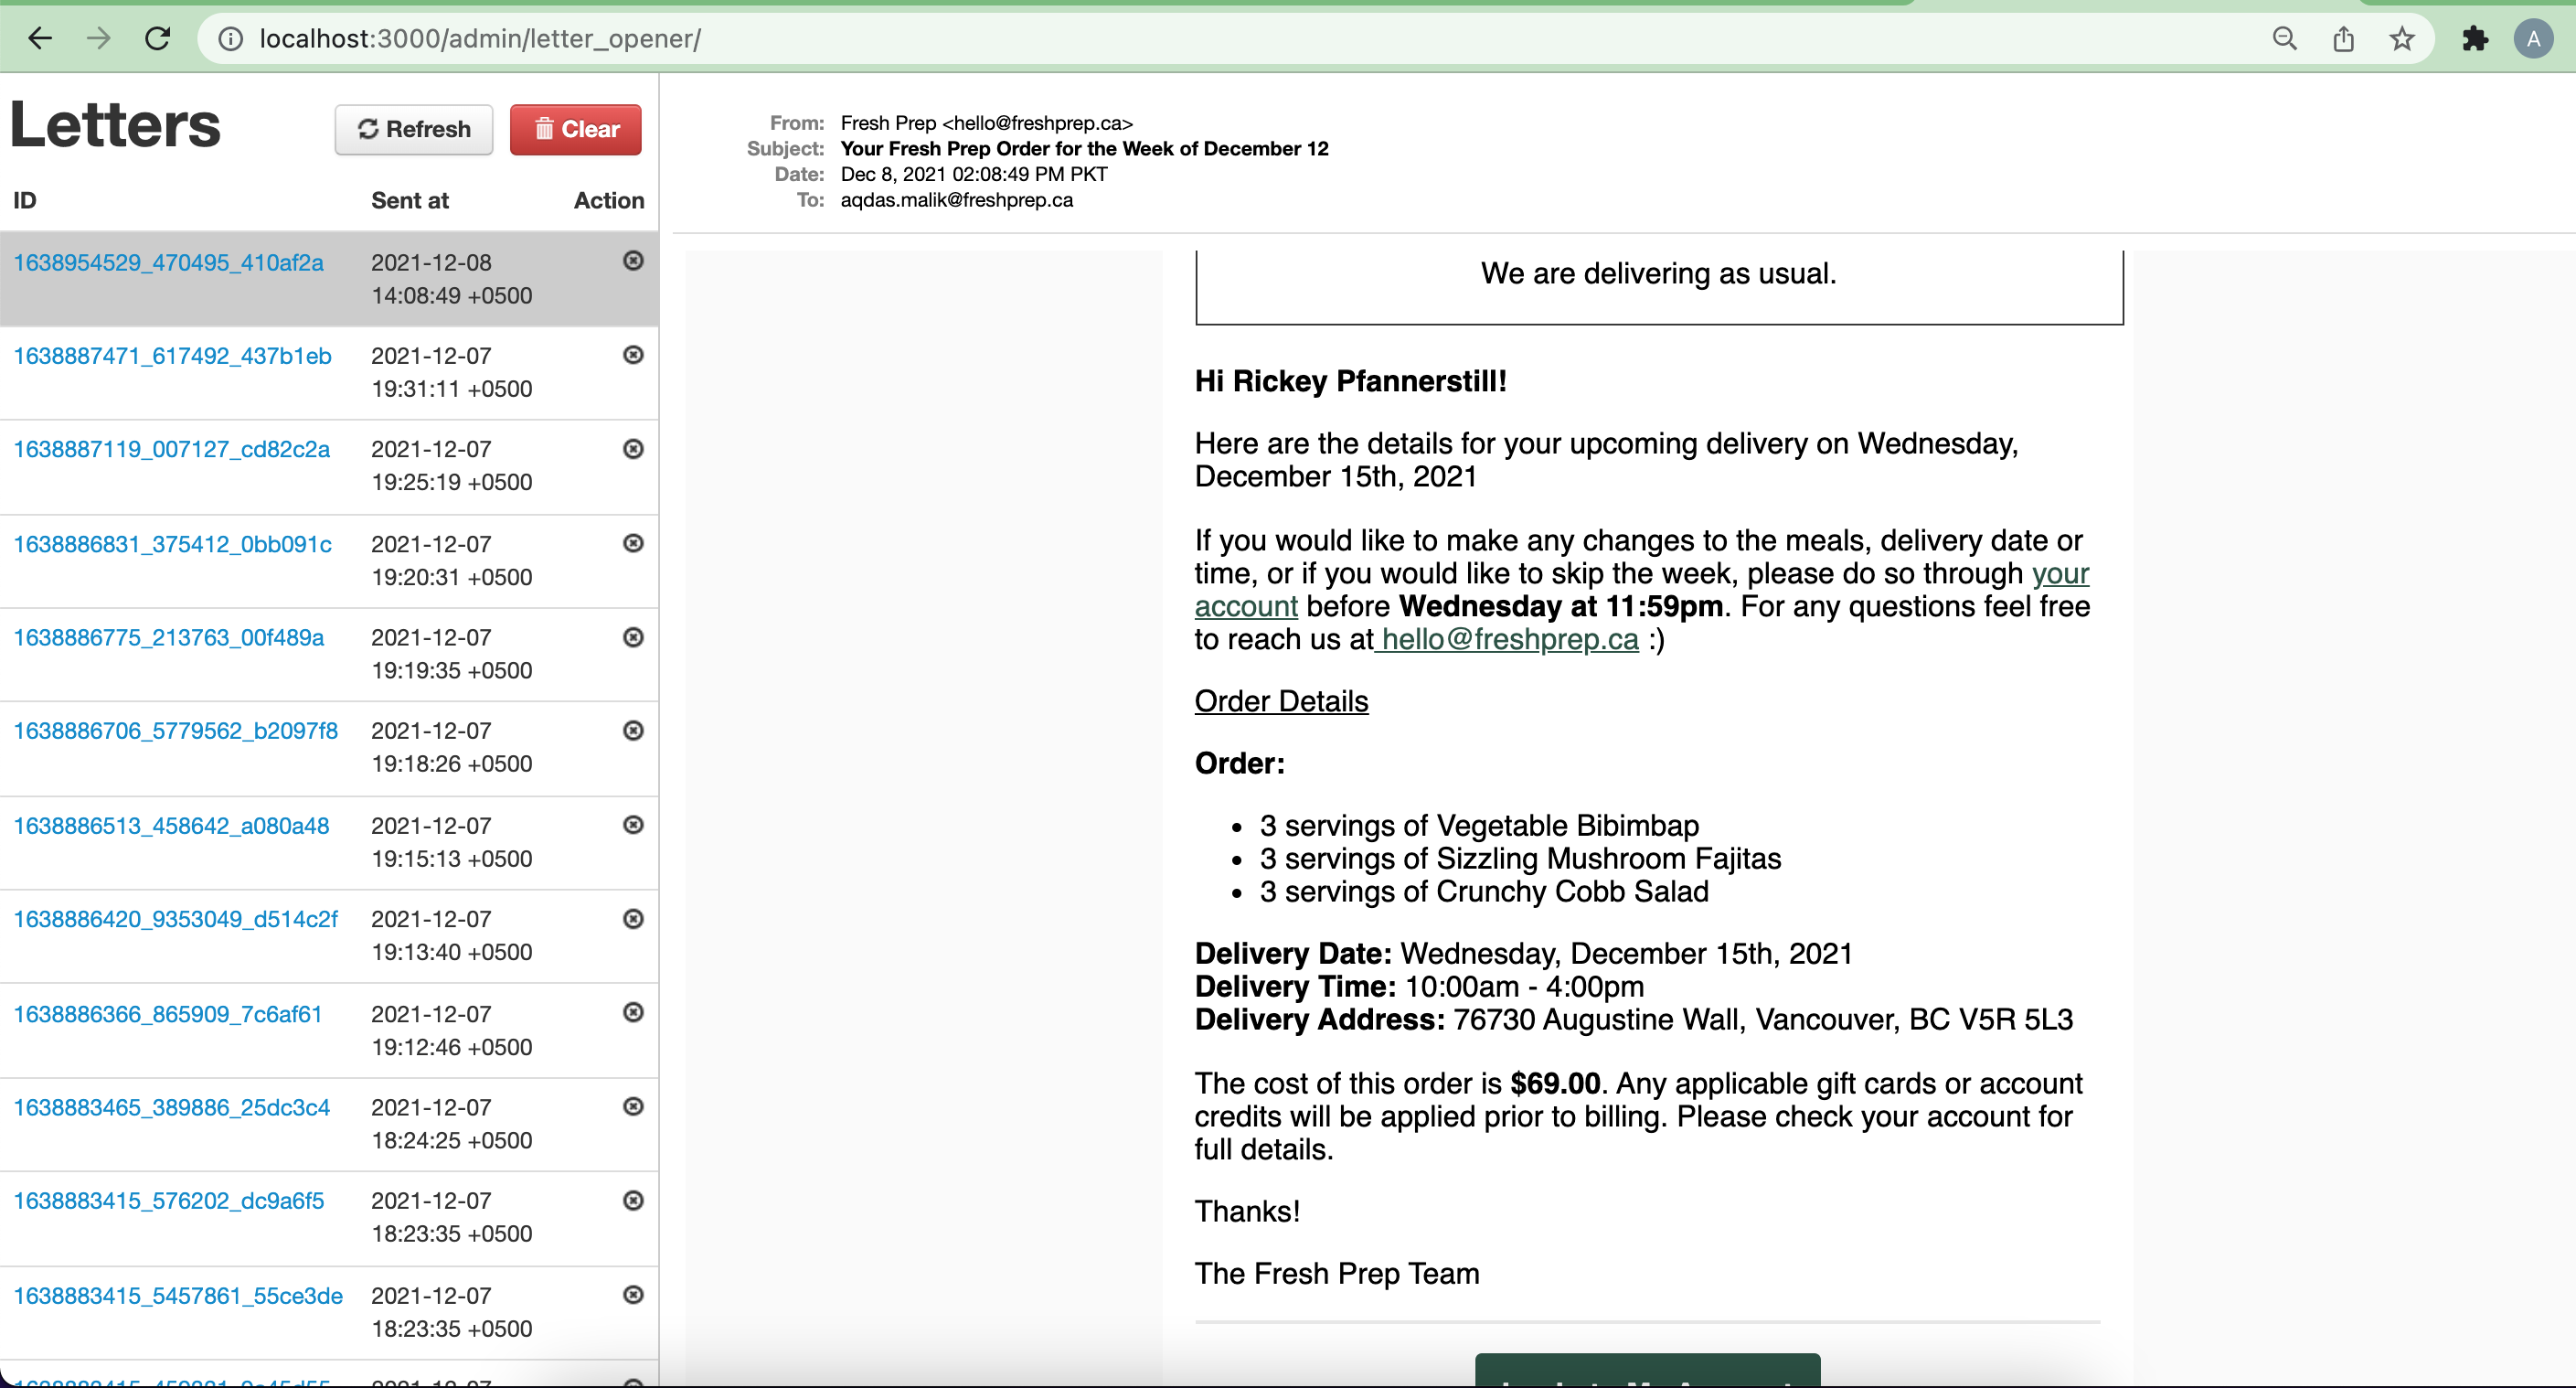 localhost:3000/admin/letter_opener/
A
Letters
Refresh
Clear
ID Sent at Action
1638954529_470495_410af2a 2021-12-08
14:08:49 +0500
1638887471_617492_437b1eb 2021-12-07
19:31:11 +0500
1638887119_007127_cd82c2a 2021-12-07
19:25:19 +0500
1638886831_375412_0bb091c 2021-12-07
19:20:31 +0500
1638886775_213763_00f489a 2021-12-07
19:19:35 +0500
1638886706_5779562_b2097f8 2021-12-07
19:18:26 +0500
1638886513_458642_a080a48 2021-12-07
19:15:13 +0500
1638886420_9353049_d514c2f 2021-12-07
19:13:40 +0500
1638886366_865909_7c6af61 2021-12-07
19:12:46 +0500
1638883465_389886_25dc3c4 2021-12-07
18:24:25 +0500
1638883415_576202_dc9a6f5 2021-12-07
18:23:35 +0500
1638883415_5457861_55ce3de 2021-12-07
18:23:35 +0500
From: Fresh Prep <hello@freshprep.ca>
Subject: Your Fresh Prep Order for the Week of December 12
Date: Dec 8, 2021 02:08:49 PM PKT
To: aqdas.malik@freshprep.ca
We are delivering as usual.
Hi Rickey Pfannerstill!
Here are the details for your upcoming delivery on Wednesday,
December 15th, 2021
If you would like to make any changes to the meals, delivery date or
time, or if you would like to skip the week, please do so through your
account before Wednesday at 11:59pm. For any questions feel free
to reach us at hello@freshprep.ca :)
Order Details
Order:
• 3 servings of Vegetable Bibimbap
• 3 servings of Sizzling Mushroom Fajitas
• 3 servings of Crunchy Cobb Salad
Delivery Date: Wednesday, December 15th, 2021
Delivery Time: 10:00am - 4:00pm
Delivery Address: 76730 Augustine Wall, Vancouver, BC V5R 5L3
The cost of this order is $69.00. Any applicable gift cards or account
credits will be applied prior to billing. Please check your account for
full details.
Thanks!
The Fresh Prep Team